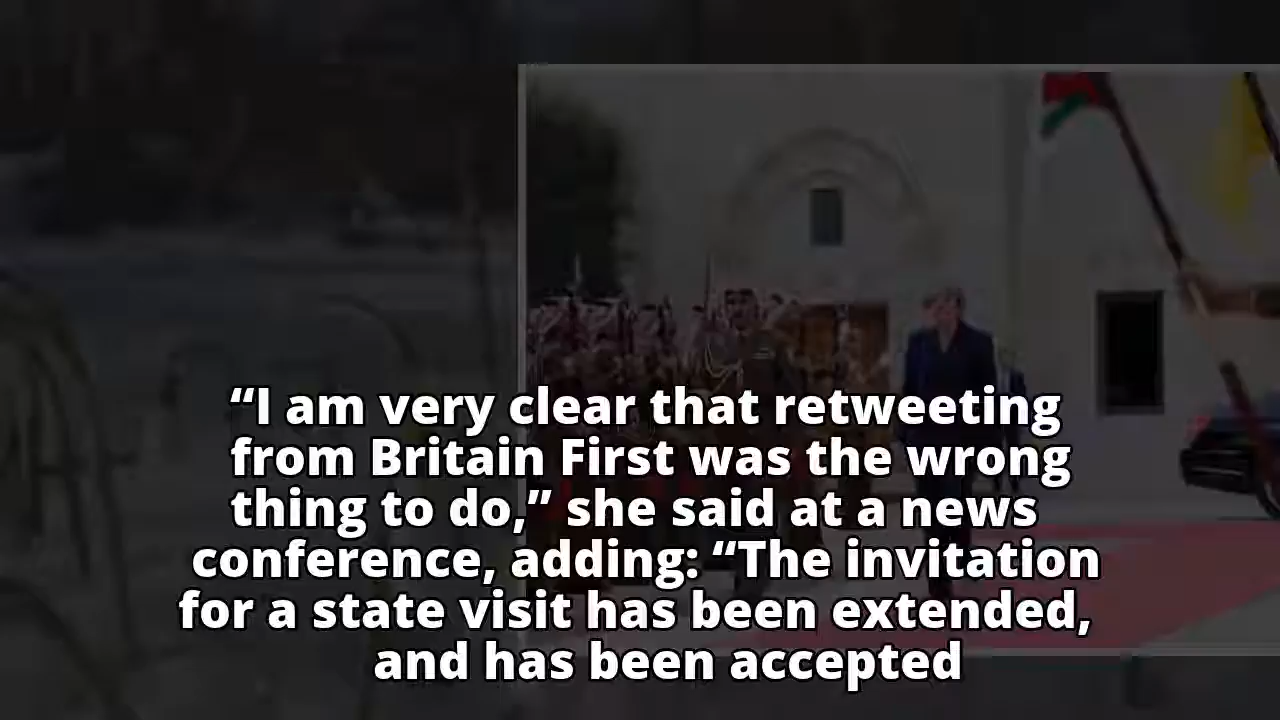 “I am very clear that retweeting
from Britain First was the wrong
thing to do,” she said at a news
conference, adding: “The invitation
for a state visit has been extended,
and has been accepted